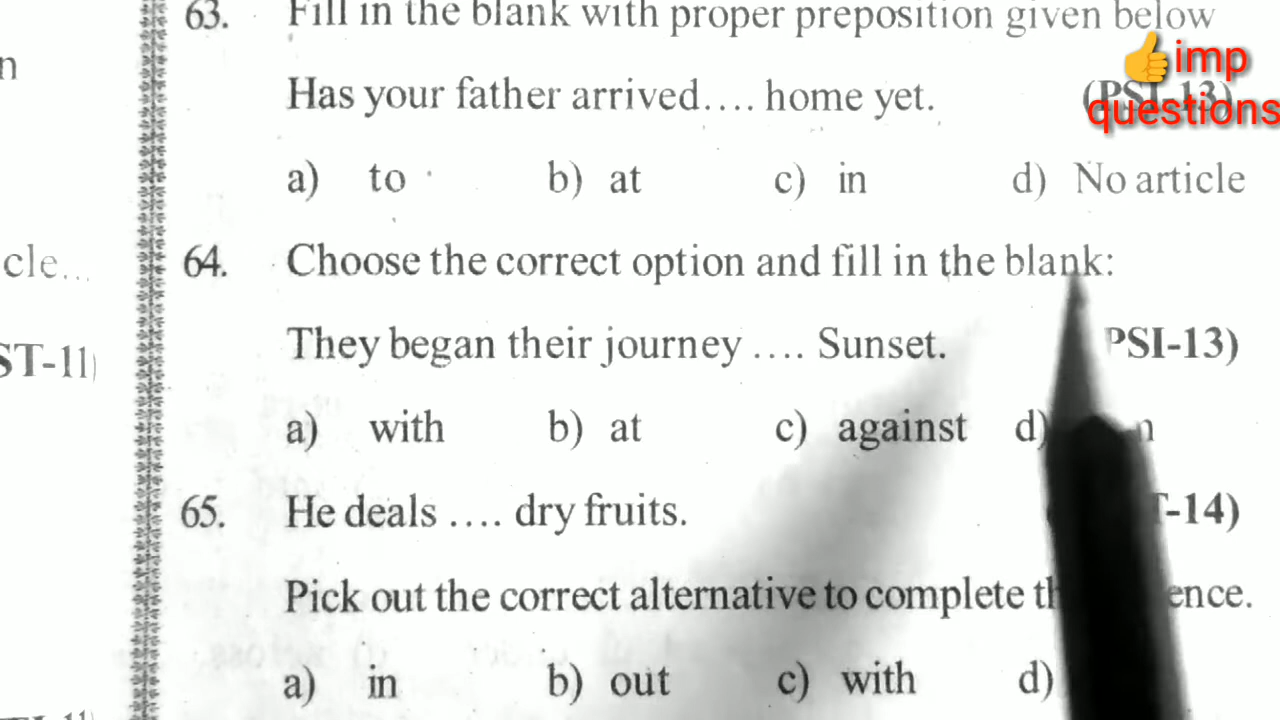 63. Fill in the blank with proper preposition given below
n
imp
Has your father arrived.... home yet. (PSI-13)
questions
a) to b) at c) in d) No article
cle... 64. Choose the correct option and fill in the blank:
ST-11) They began their journey .... Sunset. PSI-13)
a) with b) at c) against d) n
65. He deals .... dry fruits. T-14)
Pick out the correct alternative to complete th ence.
a) in b) out c) with d)